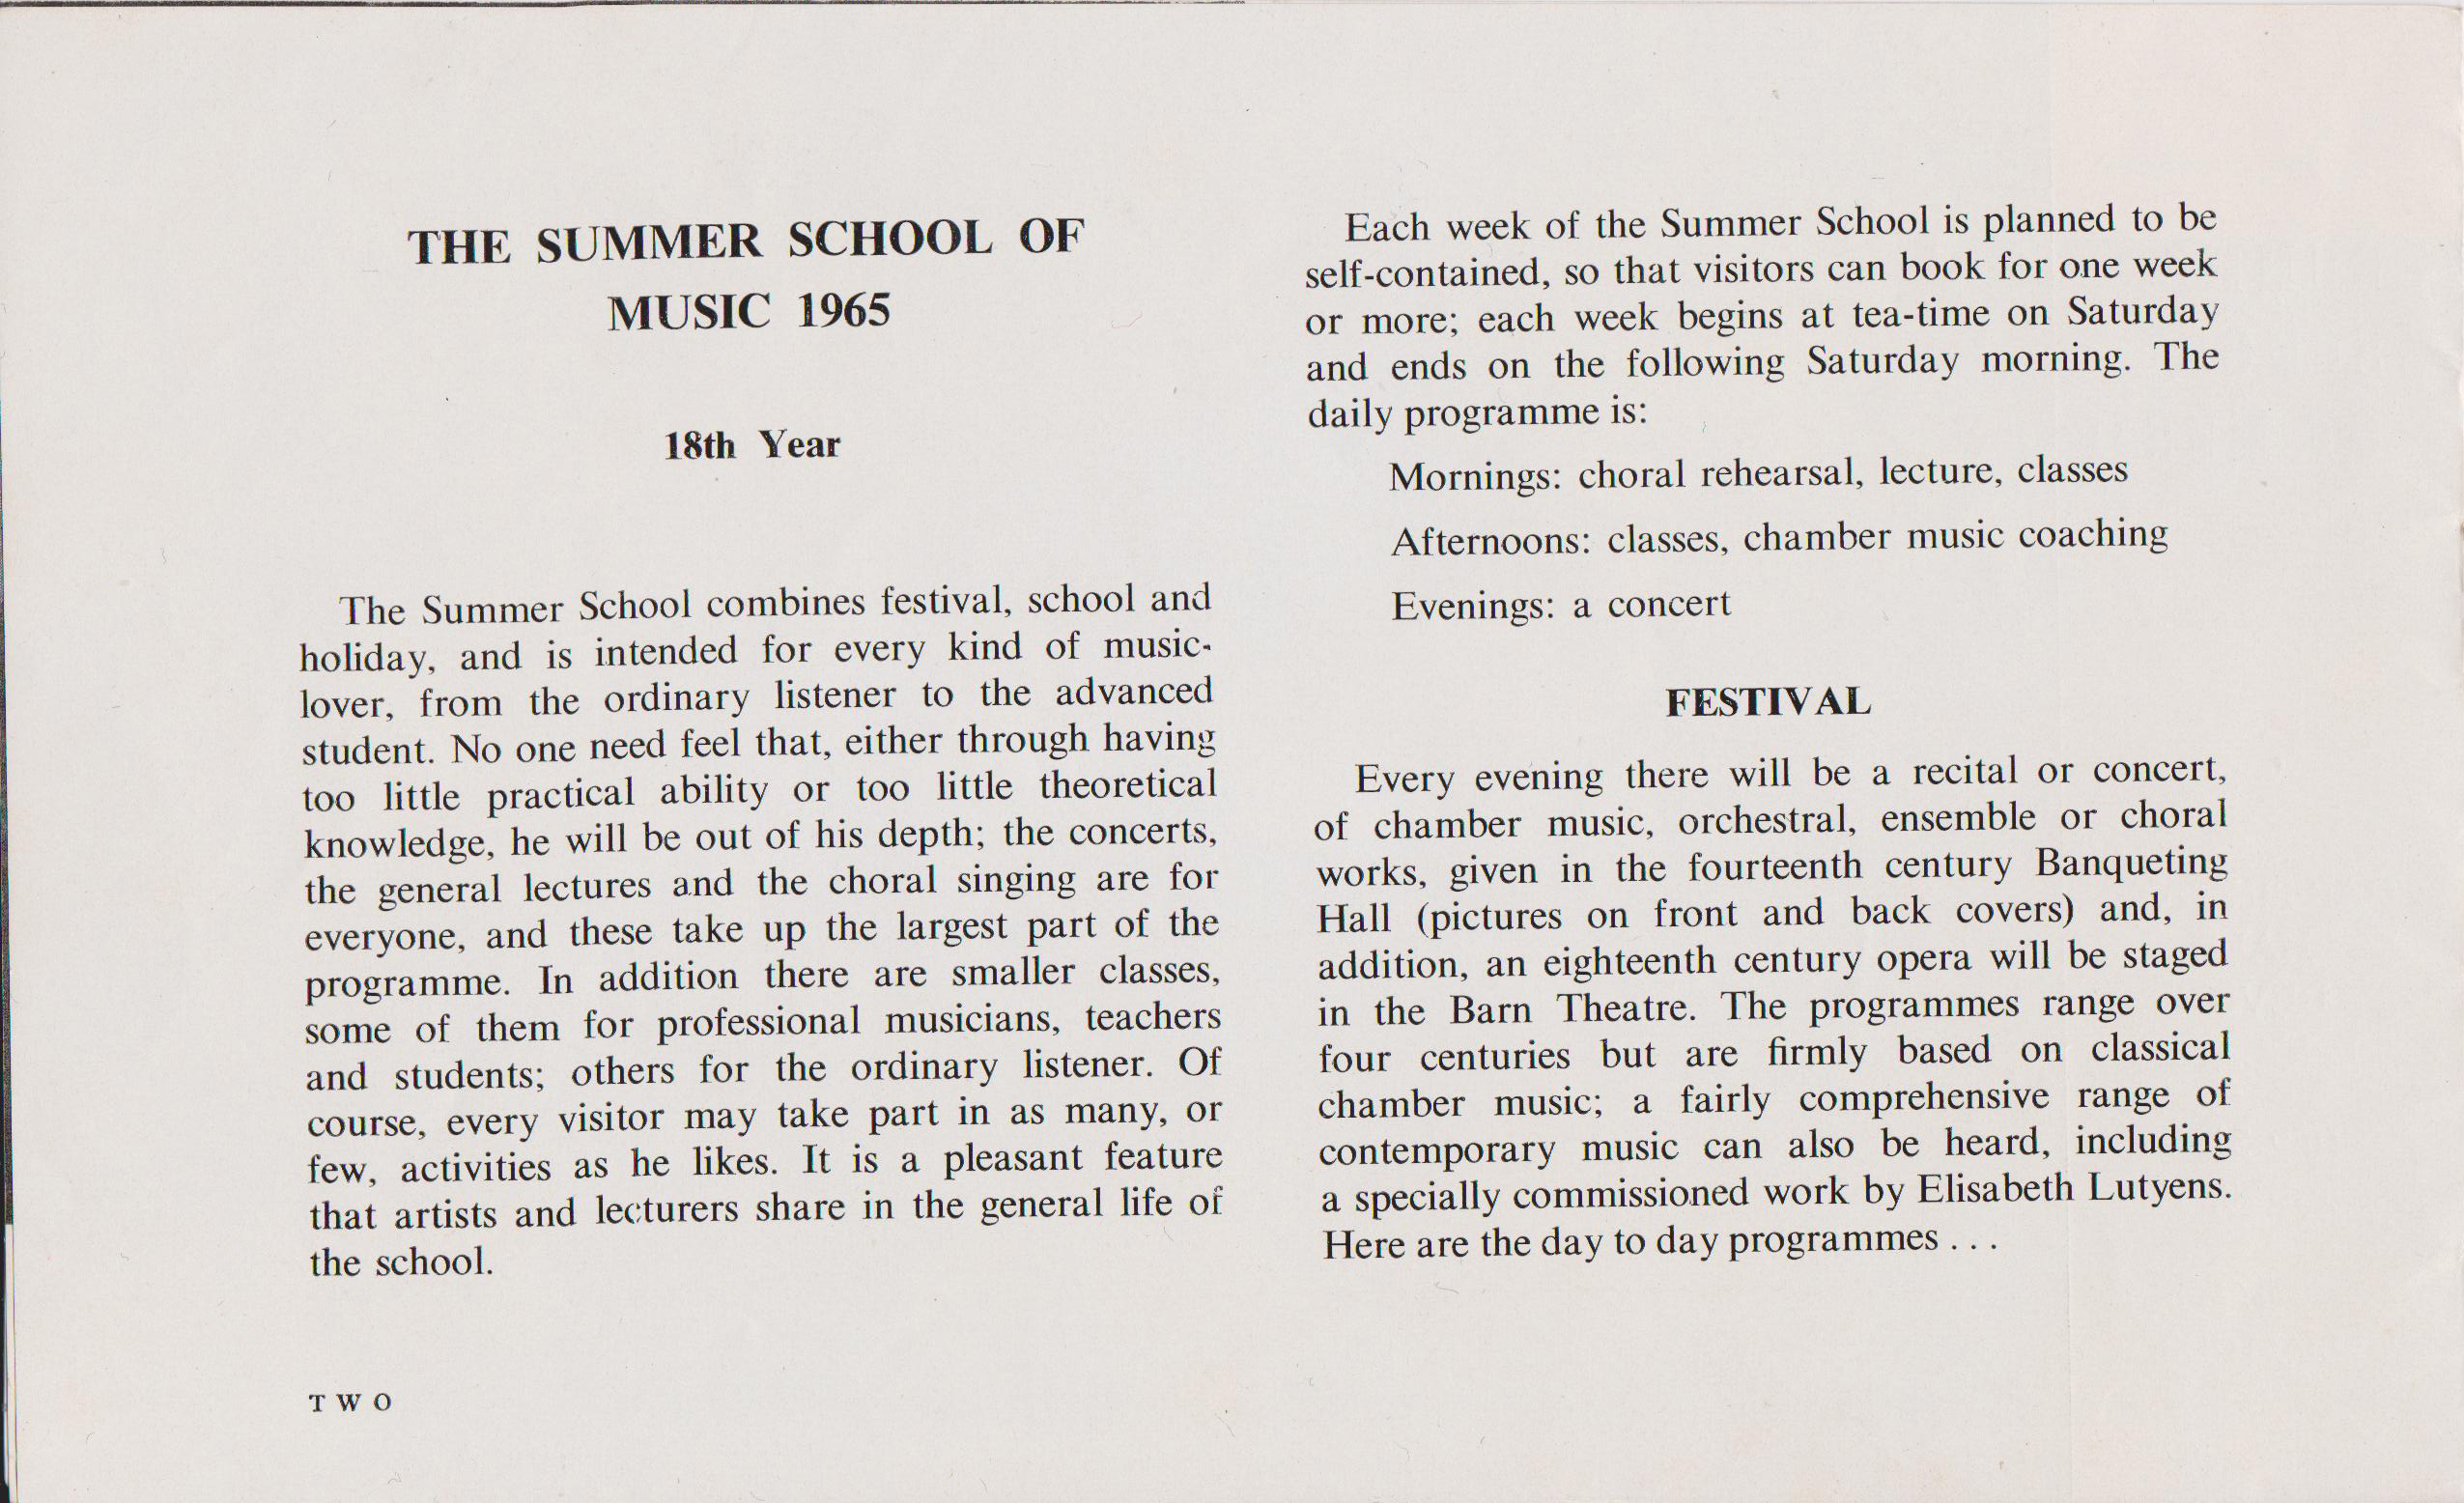 THE SUMMER SCHOOL OF
MUSIC 1965
18th Year
The Summer School combines festival, school and
holiday, and is intended for every kind of music-
lover, from the ordinary listener to the advanced
student. No one need feel that, either through having
too little practical ability or too little theoretical
knowledge, he will be out of his depth; the concerts,
the general lectures and the choral singing are for
everyone, and these take up the largest part of the
programme. In addition there are smaller classes,
some of them for professional musicians, teachers
and students; others for the ordinary listener. Of
course, every visitor may take part in as many, or
few, activities as he likes. It is a pleasant feature
that artists and lecturers share in the general life of
the school.
TWO
Each week of the Summer School is planned to be
self-contained, so that visitors can book for one week
or more; each week begins at tea-time on Saturday
and ends on the following Saturday morning. The
daily programme is:
Mornings: choral rehearsal, lecture, classes
Afternoons: classes, chamber music coaching
Evenings: a concert
FESTIVAL
Every evening there will be a recital or concert,
of chamber music, orchestral, ensemble or choral
works, given in the fourteenth century Banqueting
Hall (pictures on front and back covers) and, in
addition, an eighteenth century opera will be staged
in the Barn Theatre. The programmes range over
four centuries but are firmly based on classical
chamber music; a fairly comprehensive range of
contemporary music can also be heard, including
a specially commissioned work by Elisabeth Lutyens.
Here are the day to day programmes . . .